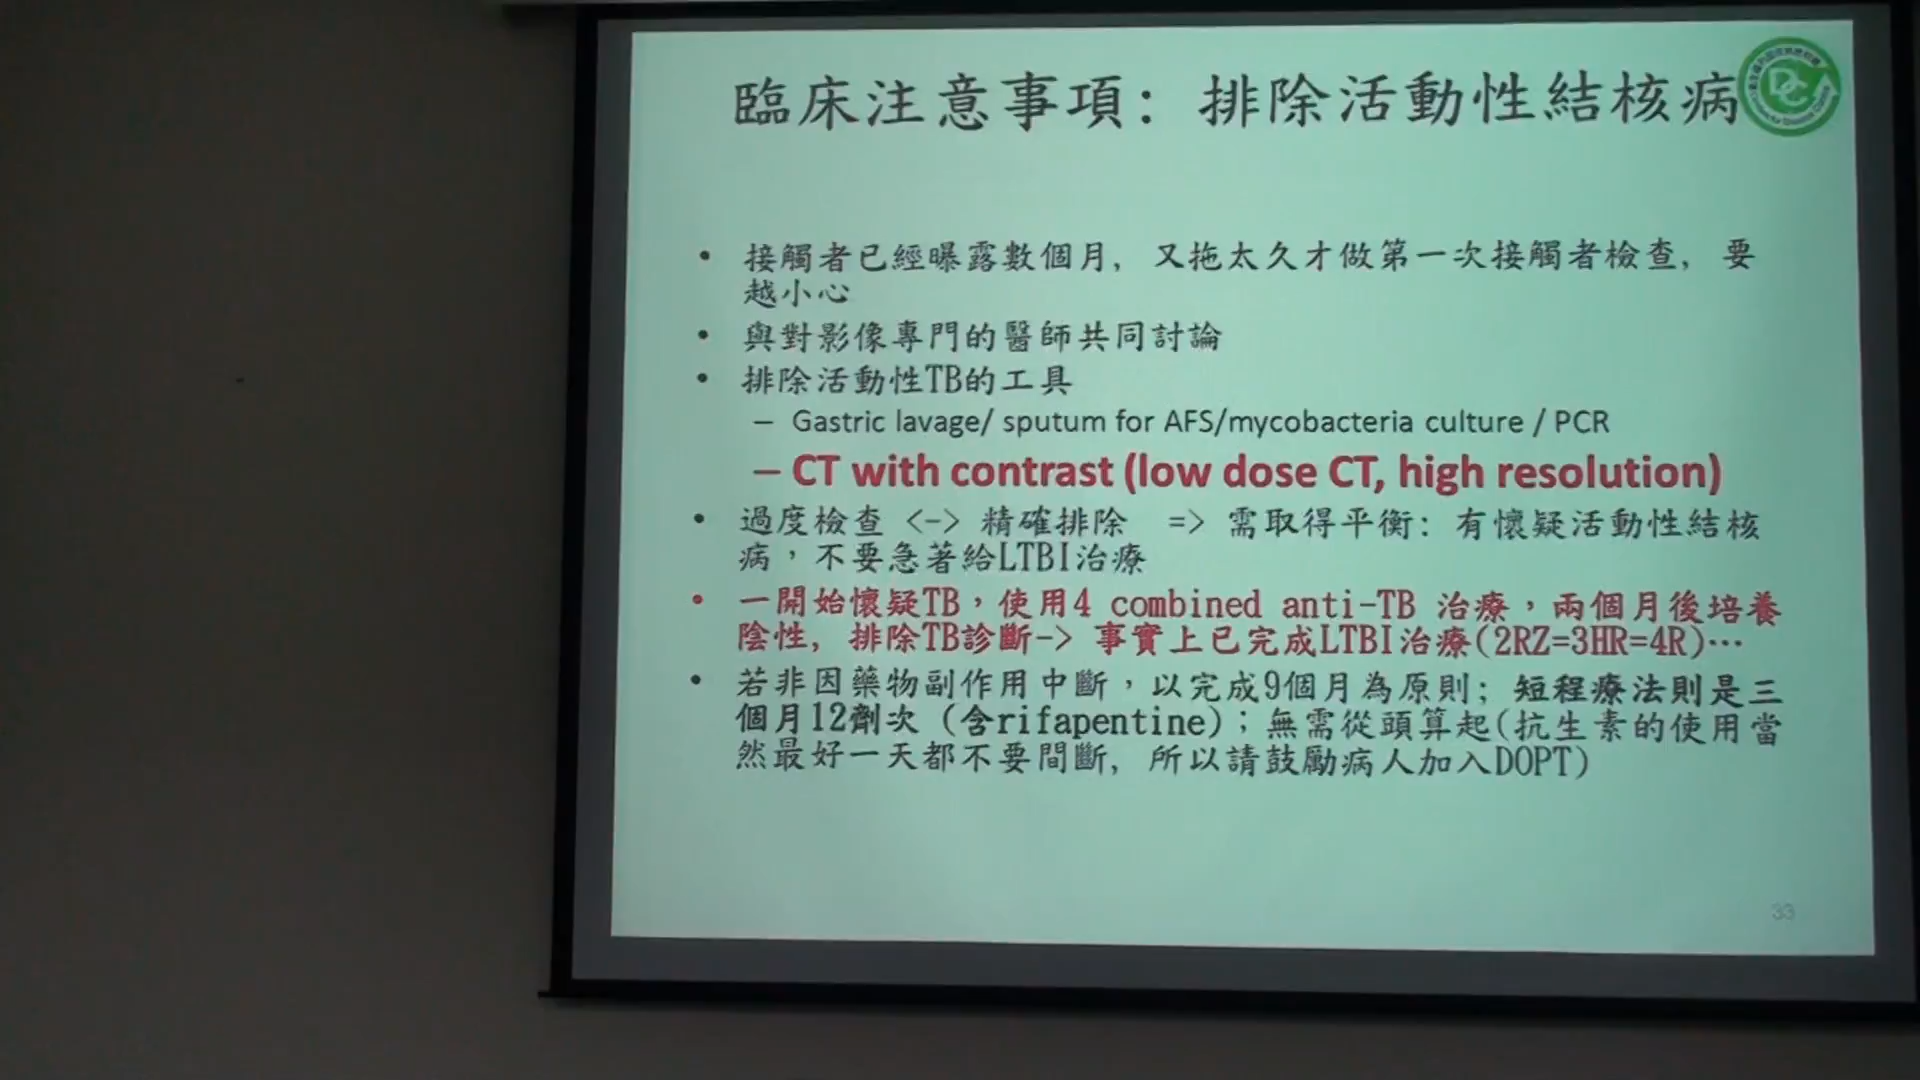 臨床注意事項: 排除活動性結核病
• 接觸者已經曝露數個月, 又拖太久才做第一次接觸者檢查, 要
越小心
• 與對影像專門的醫師共同討論
• 排除活動性TB的工具
– Gastric lavage/ sputum for AFS/mycobacteria culture / PCR
– CT with contrast (low dose CT, high resolution)
• 過度檢查 <-> 精確排除 => 需取得平衡: 有懷疑活動性結核
病，不要急著給LTBI治療
• 一開始懷疑TB，使用4 combined anti-TB 治療，兩個月後培養
陰性, 排除TB診斷-> 事實上已完成LTBI治療(2RZ=3HR=4R)…
• 若非因藥物副作用中斷，以完成9個月為原則; 短程療法則是三
個月12劑次 (含rifapentine)；無需從頭算起(抗生素的使用當
然最好一天都不要間斷, 所以請鼓勵病人加入DOPT)
33